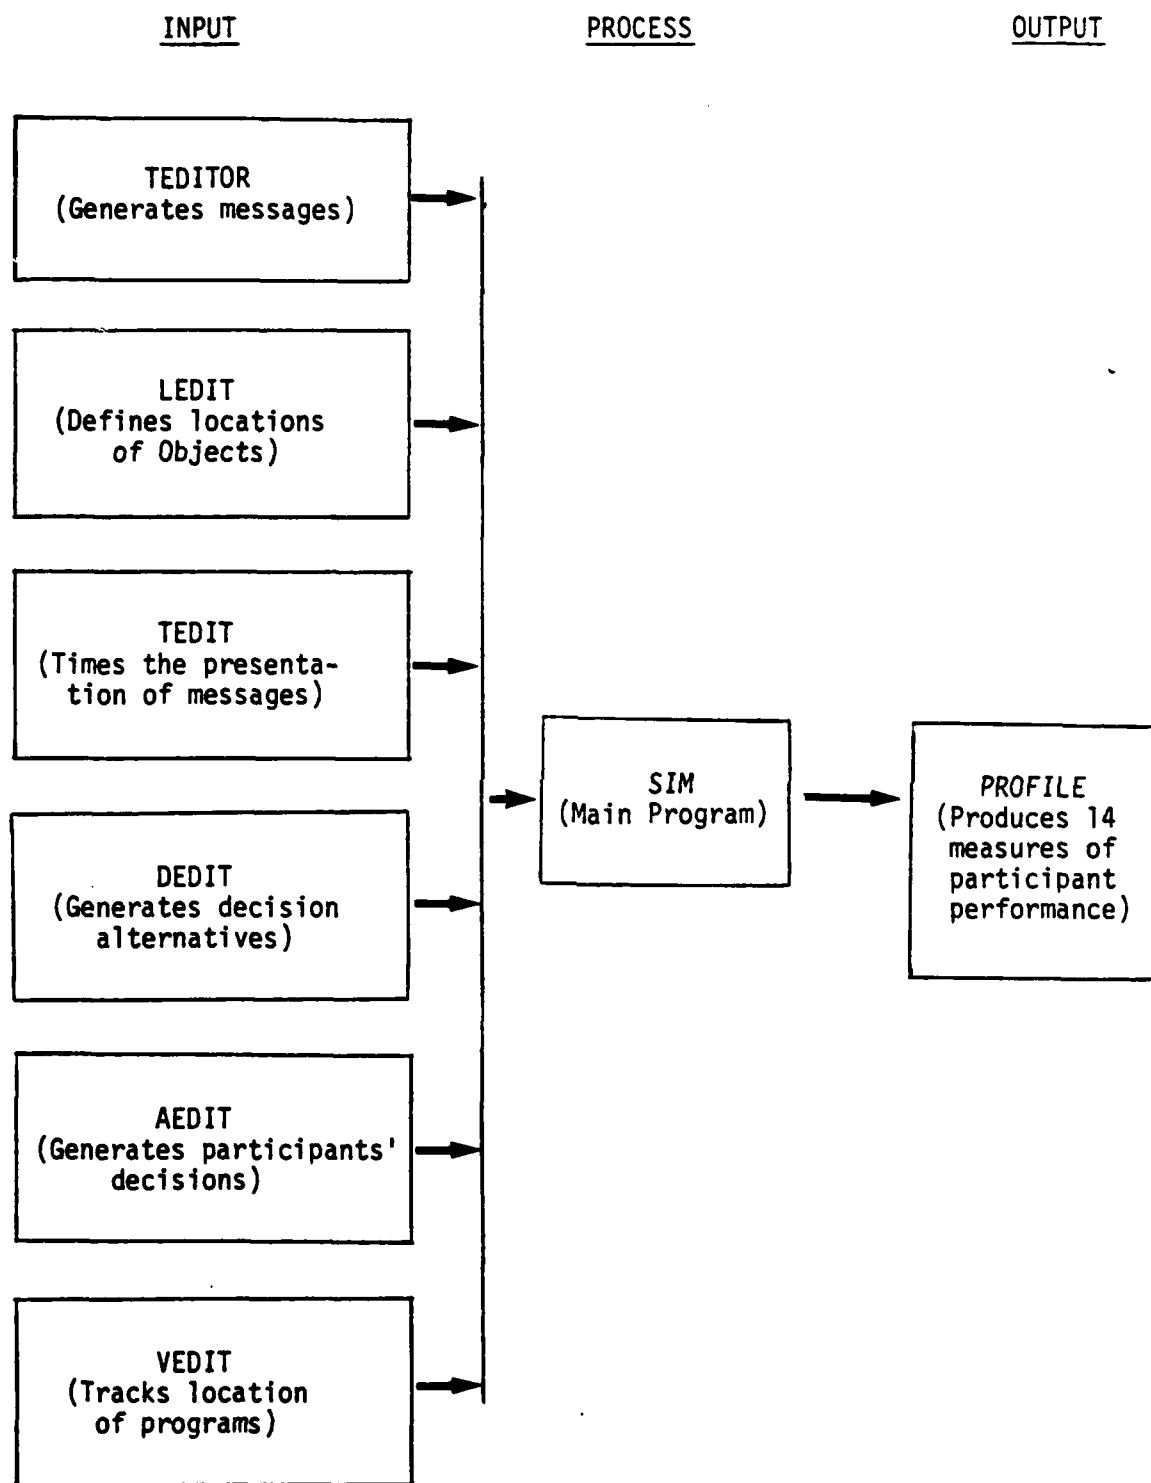 INPUT
PROCESS
OUTPUT
TEDITOR
(Generates messages)
LEDIT
(Defines locations
of Objects)
TEDIT
(Times the presenta-
tion of messages)
DEDIT
(Generates decision
alternatives)
AEDIT
(Generates participants'
decisions)
VEDIT
(Tracks location
of programs)
SIM
(Main Program)
PROFILE
(Produces 14
measures of
participant
performance)